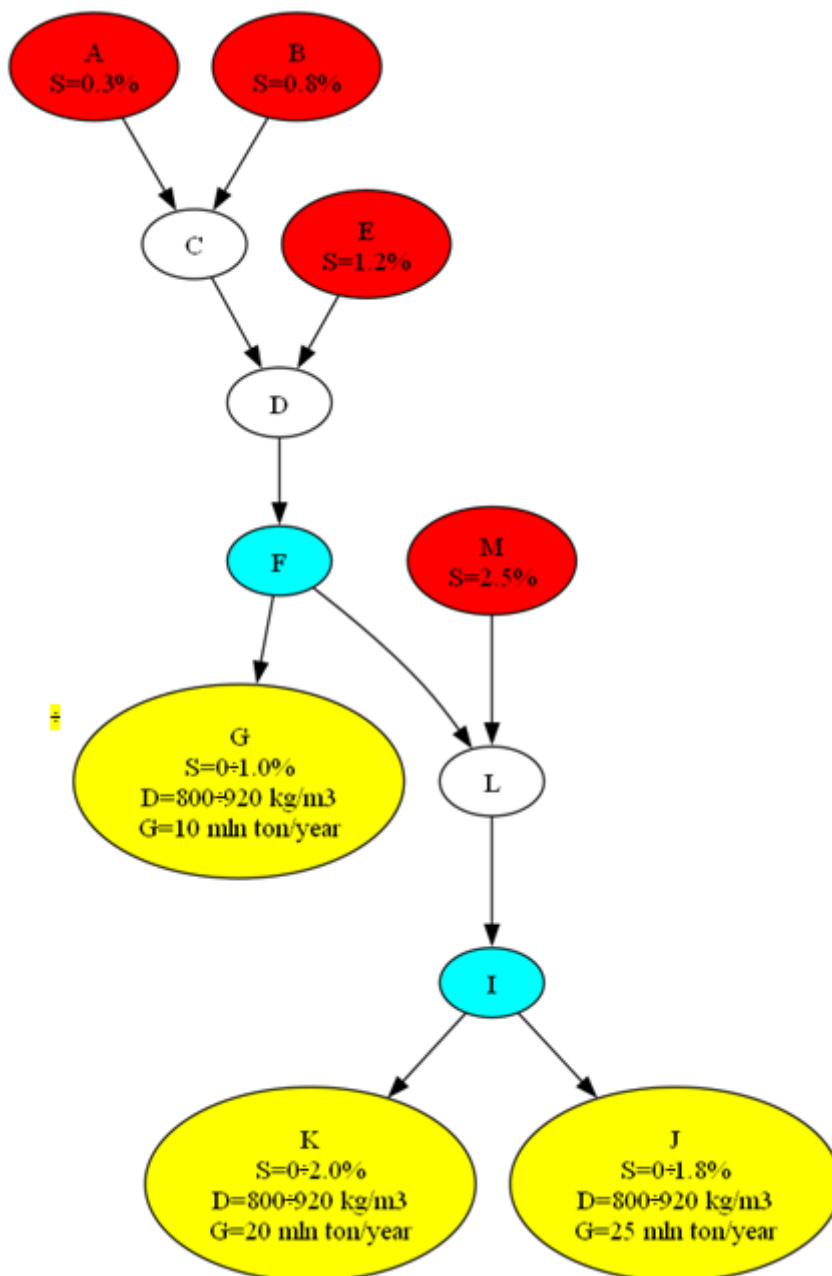 A
S=0.3%
B
S=0.8%
C
E
S=1.2%
D
F
M
S=2.5%
÷
G
S=0÷1.0%
D=800÷920 kg/m3
G=10 mln ton/year
L
I
K
S=0÷2.0%
D=800÷920 kg/m3
G=20 mln ton/year
J
S=0÷1.8%
D=800÷920 kg/m3
G=25 mln ton/year